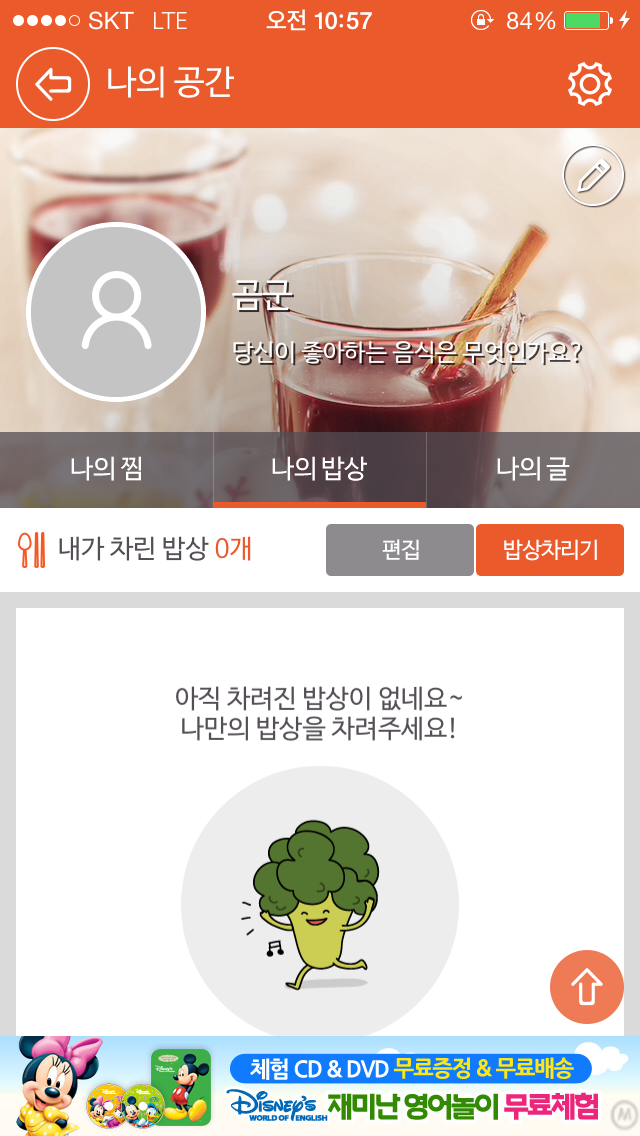 SKT LTE 오전 10:57 84%
나의 공간
곰군
당신이 좋아하는 음식은 무엇인가요?
나의 찜 나의 밥상 나의 글
내가 차린 밥상 0개 편집 밥상차리기
아직 차려진 밥상이 없네요~
나만의 밥상을 차려주세요!
체험 CD & DVD 무료증정 & 무료배송
Disney's 재미난 영어놀이 무료체험
WORLD OF ENGLISH
M